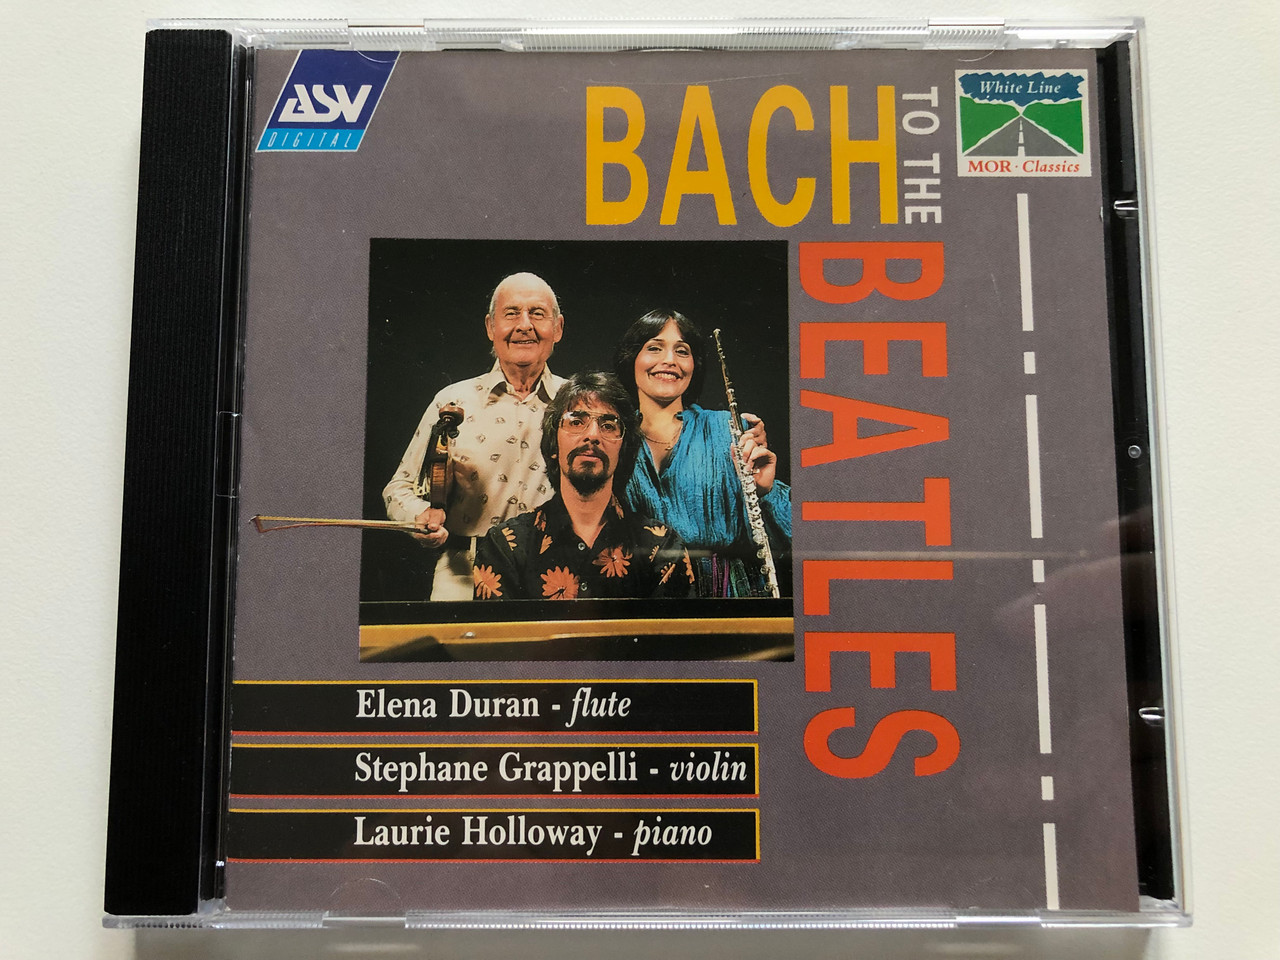 ASV
DIGITAL
BACH
TO THE
BEATLES
White Line
MOR · Classics
Elena Duran - flute
Stephane Grappelli - violin
Laurie Holloway - piano